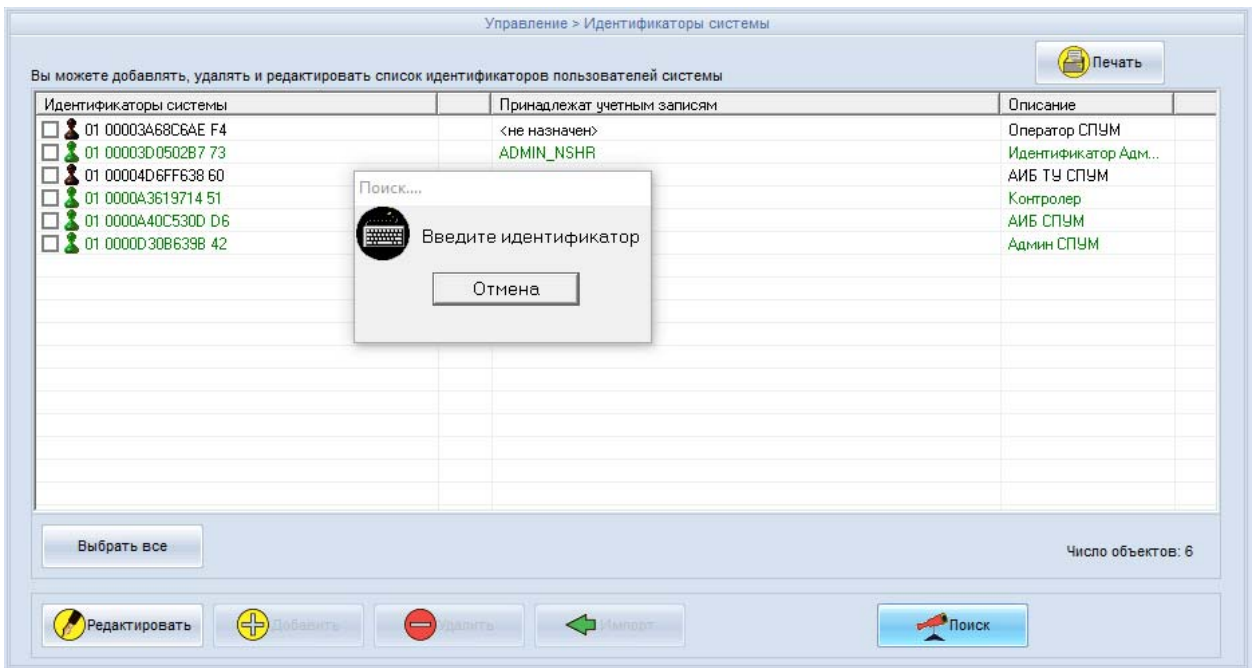 Управление > Идентификаторы системы
Печать
Вы можете добавлять, удалять и редактировать список идентификаторов пользователей системы
Идентификаторы системы Принадлежат учетным записям Описание
01 00003A68C6AE F4 <не назначен> Оператор СПУМ
01 00003D0502B7 73 ADMIN_NSHR Идентификатор Адм...
01 00004D6FF638 60 АИБ ТУ СПУМ
01 0000A3619714 51 Контролер
01 0000A40C530D D6 АИБ СПУМ
01 0000D30B639B 42 Админ СПУМ
Поиск....
Введите идентификатор
Отмена
Выбрать все Число объектов: 6
Редактировать Добавить Удалить Импорт Поиск